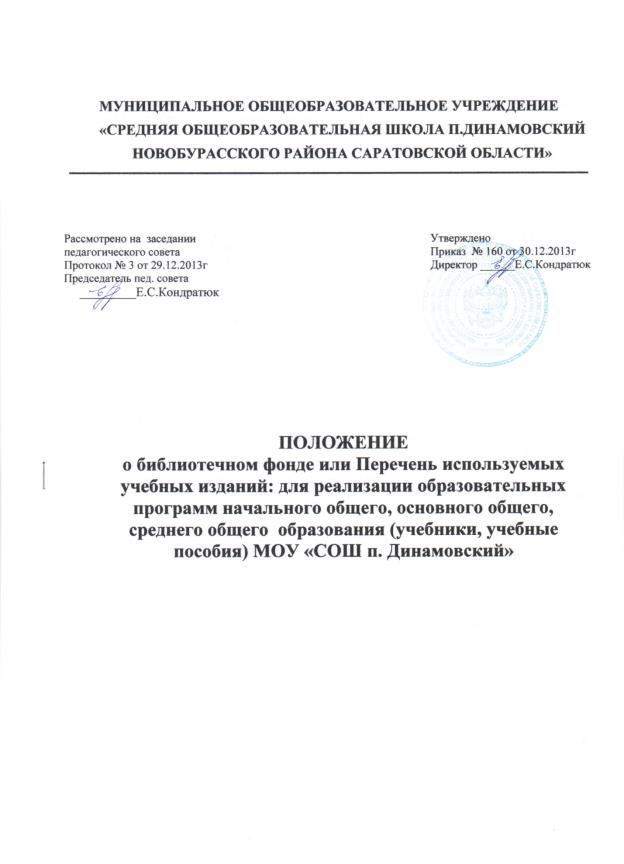 МУНИЦИПАЛЬНОЕ ОБЩЕОБРАЗОВАТЕЛЬНОЕ УЧРЕЖДЕНИЕ
«СРЕДНЯЯ ОБЩЕОБРАЗОВАТЕЛЬНАЯ ШКОЛА П.ДИНАМОВСКИЙ
НОВОБУРАССКОГО РАЙОНА САРАТОВСКОЙ ОБЛАСТИ»
Рассмотрено на заседании
педагогического совета
Протокол № 3 от 29.12.2013г
Председатель пед. совета
__________Е.С.Кондратюк
Утверждено
Приказ № 160 от 30.12.2013г
Директор ______Е.С.Кондратюк
ПОЛОЖЕНИЕ
о библиотечном фонде или Перечень используемых
учебных изданий: для реализации образовательных
программ начального общего, основного общего,
среднего общего образования (учебники, учебные
пособия) МОУ «СОШ п. Динамовский»